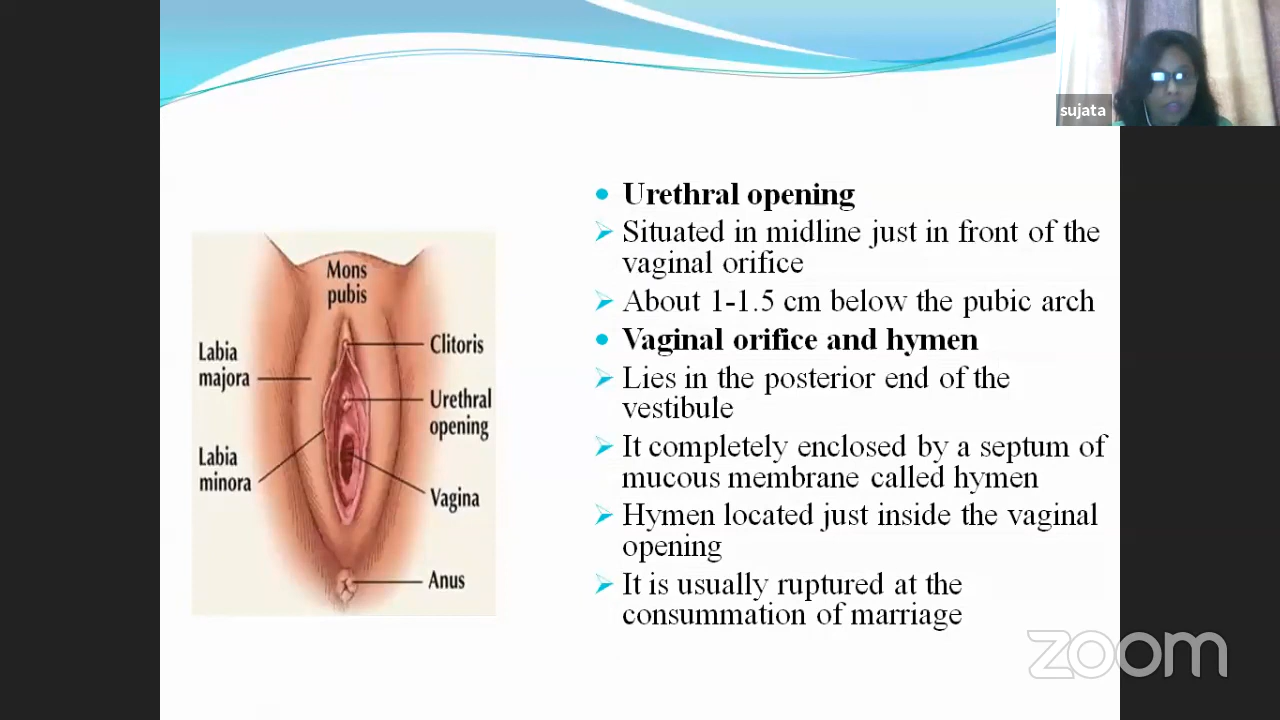 sujata
Urethral opening
Situated in midline just in front of the
vaginal orifice
About 1-1.5 cm below the pubic arch
Vaginal orifice and hymen
Lies in the posterior end of the
vestibule
It completely enclosed by a septum of
mucous membrane called hymen
Hymen located just inside the vaginal
opening
It is usually ruptured at the
consummation of marriage
Mons
pubis
Labia
majora
Clitoris
Urethral
opening
Labia
minora
Vagina
Anus
zoom